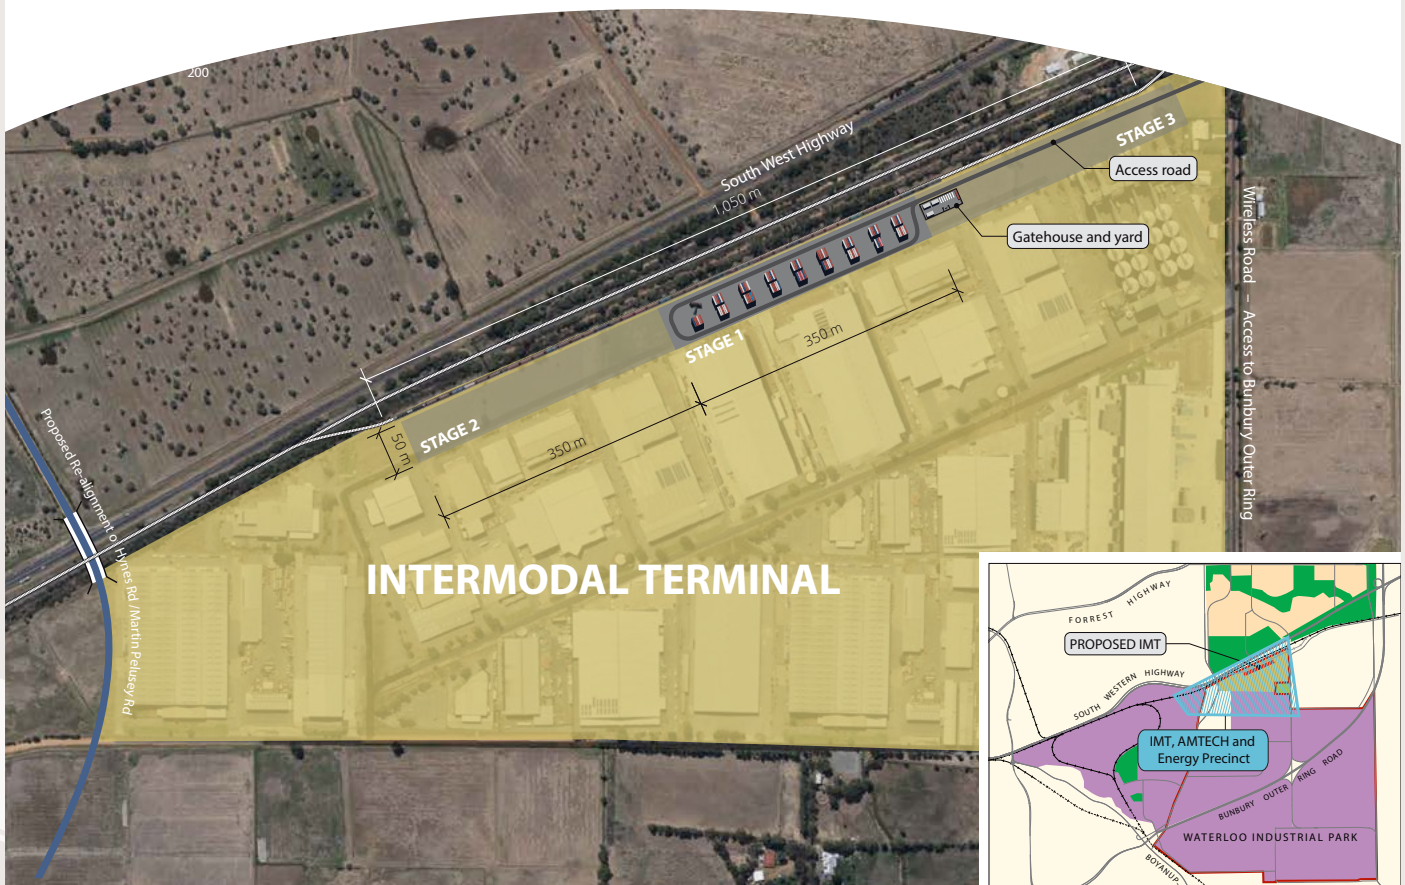 200
South West Highway
1,050 m
STAGE 3
Access road
Gatehouse and yard
Wireless Road – Access to Bunbury Outer Ring
STAGE 1
350 m
STAGE 2
350 m
50 m
Proposed Re-alignment o Hynes Rd /Martin Pelusey Rd
INTERMODAL TERMINAL
FORREST HIGHWAY
PROPOSED IMT
SOUTH WESTERN HIGHWAY
IMT, AMTECH and
Energy Precinct
BUNBURY OUTER RING ROAD
WATERLOO INDUSTRIAL PARK
BOYANUP-